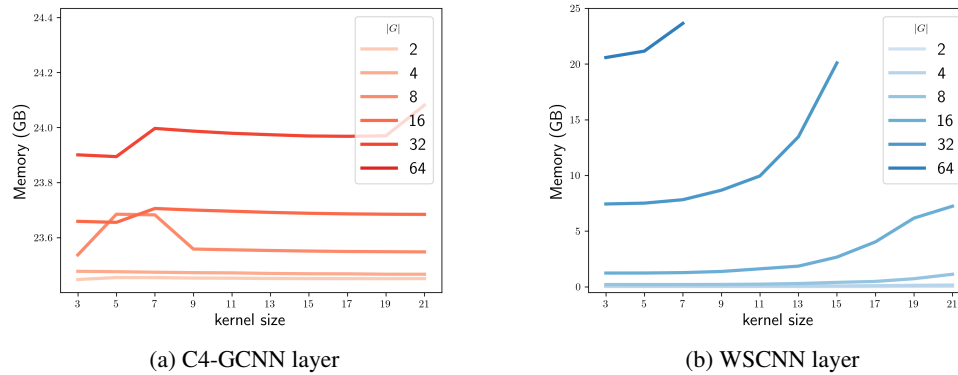 24.4
24.2
24.0
23.8
23.6
Memory (GB)
|G|
2
4
8
16
32
64
3 5 7 9 11 13 15 17 19 21
kernel size
(a) C4-GCNN layer
25
20
15
10
5
0
Memory (GB)
|G|
2
4
8
16
32
64
3 5 7 9 11 13 15 17 19 21
kernel size
(b) WSCNN layer